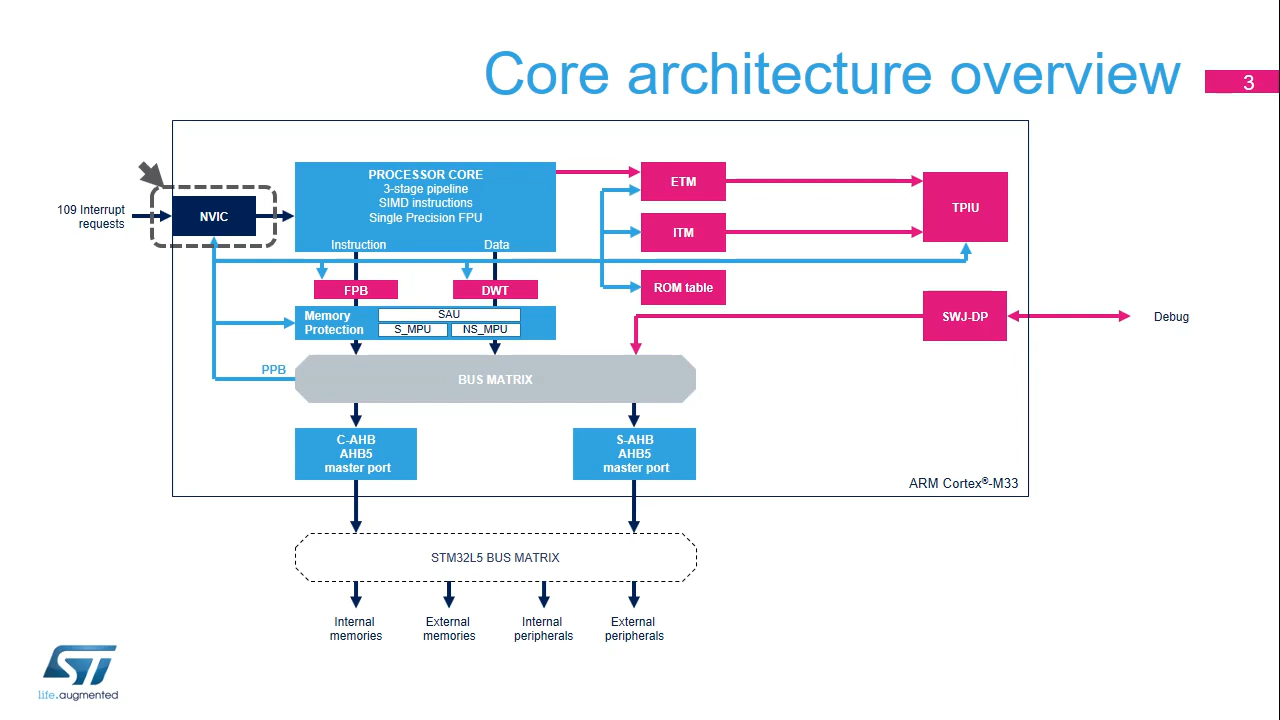 Core architecture overview
3
PROCESSOR CORE
3-stage pipeline
SIMD instructions
Single Precision FPU
Instruction
Data
109 Interrupt
requests
NVIC
ETM
ITM
ROM table
TPIU
FPB
DWT
Memory
Protection
SAU
S_MPU
NS_MPU
SWJ-DP
Debug
PPB
BUS MATRIX
C-AHB
AHB5
master port
S-AHB
AHB5
master port
ARM Cortex®-M33
STM32L5 BUS MATRIX
Internal
memories
External
memories
Internal
peripherals
External
peripherals
ST
life.augmented